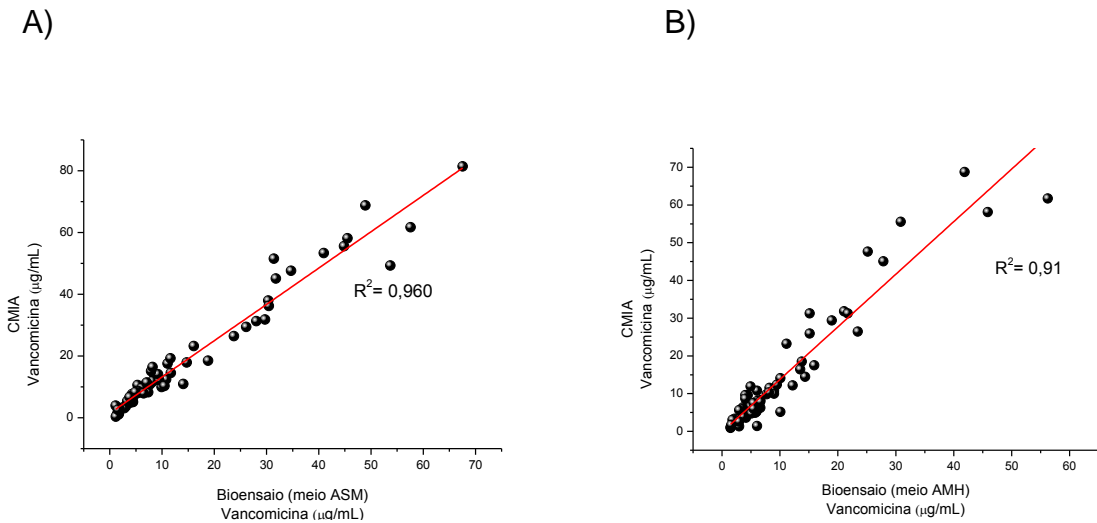 A)
B)
80
60
40
20
0
CMIA
Vancomicina (µg/mL)
R²= 0,960
0 10 20 30 40 50 60 70
Bioensaio (meio ASM)
Vancomicina (µg/mL)
70
60
50
40
30
20
10
0
CMIA
Vancomicina (µg/mL)
R²= 0,91
0 10 20 30 40 50 60
Bioensaio (meio AMH)
Vancomicina (µg/mL)